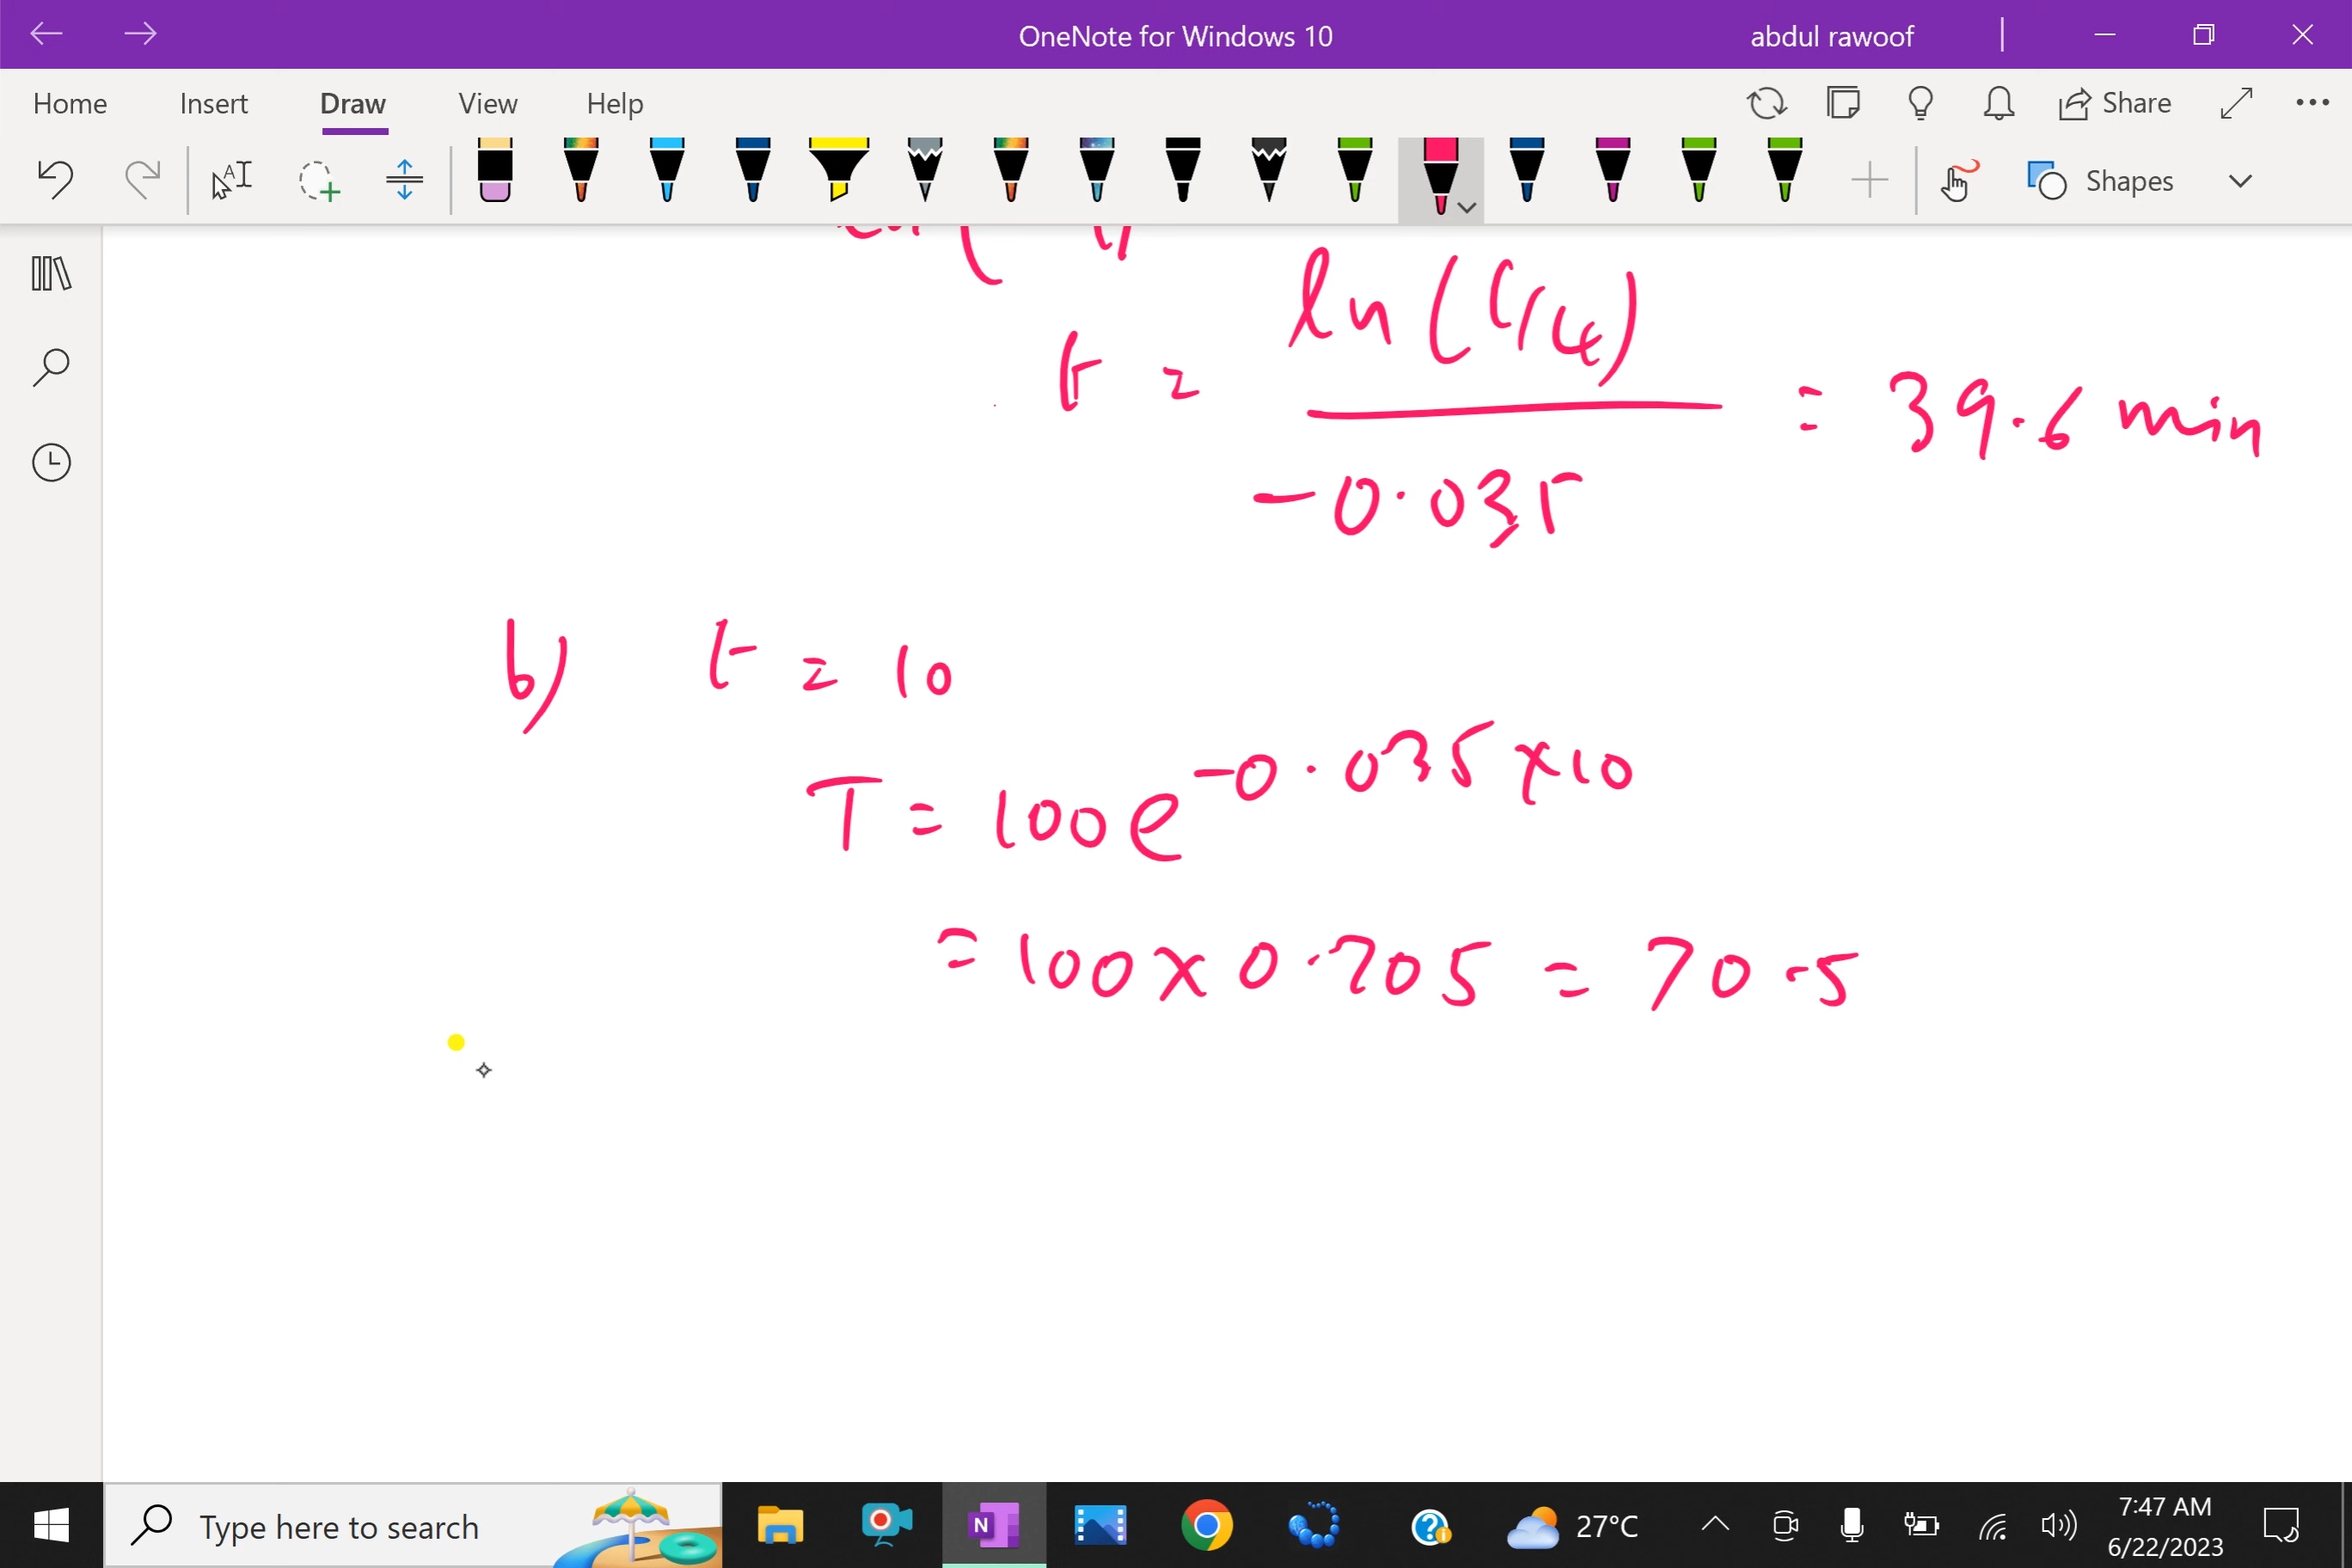 OneNote for Windows 10
abdul rawoof
Home Insert Draw View Help
Share
Shapes
t = ln(1/4) / -0.035 = 39.6 min
b) t = 10
T = 100e^-0.035×10
= 100×0.705 = 70.5
Type here to search
27°C
7:47 AM
6/22/2023